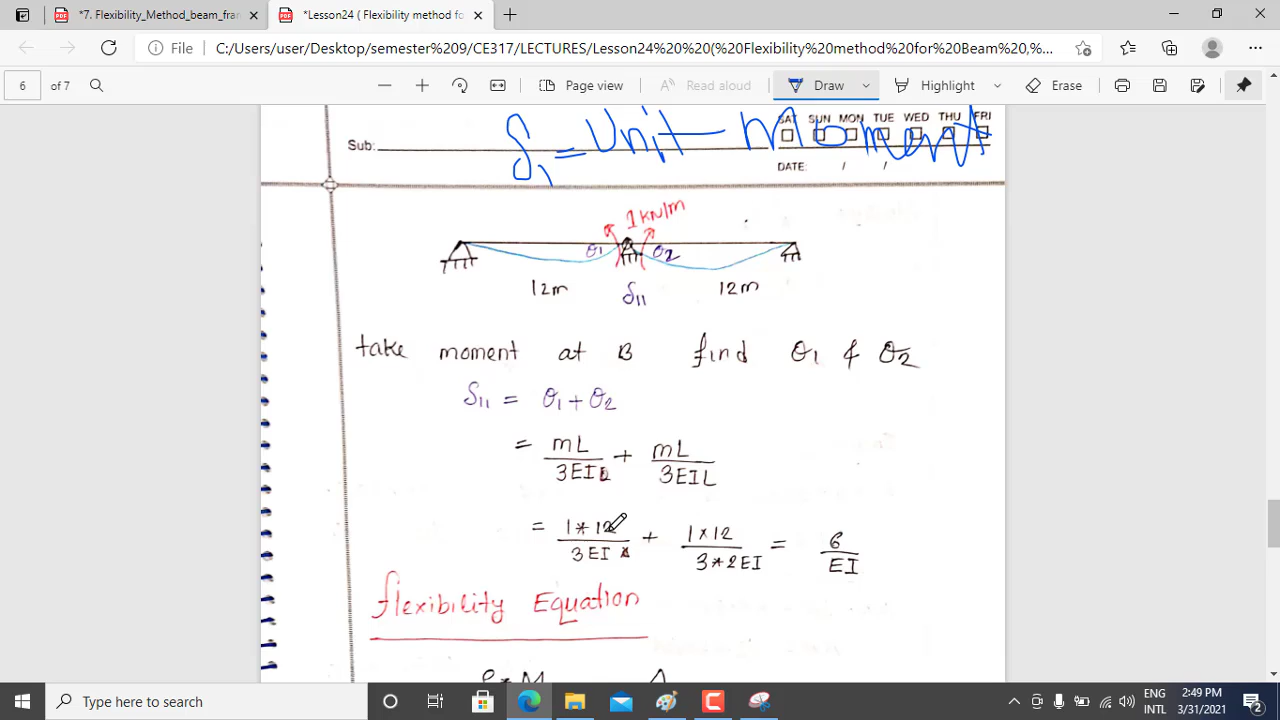 *7. Flexibility_Method_beam_fra
*Lesson24 ( Flexibility method fo
File
C:/Users/user/Desktop/semester%209/CE317/LECTURES/Lesson24%20%20(%20Flexibility%20method%20for%20Beam%20,%...
6 of 7
Page view
Read aloud
Draw
Highlight
Erase
δ1 = Unit Moment
Sub:
SAT SUN MON TUE WED THU FRI
DATE: / /
1 kN/m
θ1 θ2
12m δ11 12m
take moment at B find θ1 & θ2
δ11 = θ1 + θ2
= mL/3EI + mL/3EIL
= 1*12/3EI + 1×12/3*2EI = 6/EI
flexibility Equation
Type here to search
ENG
INTL
2:49 PM
3/31/2021